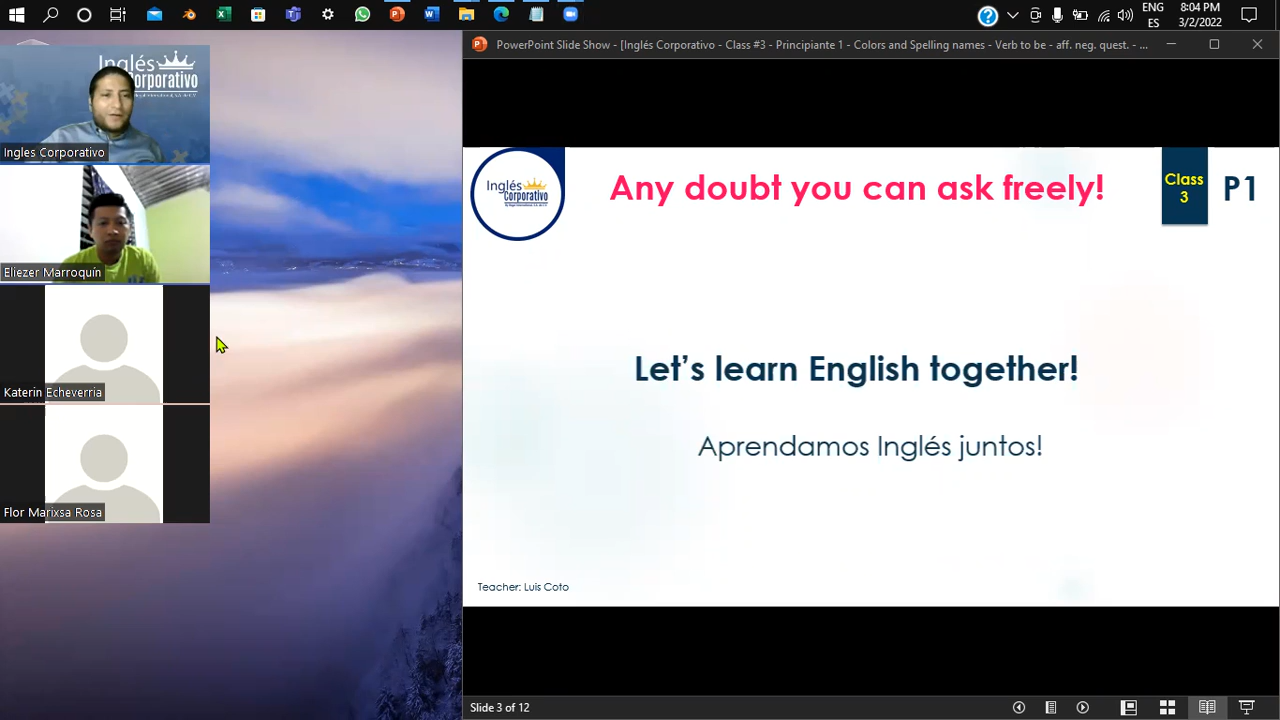 ENG
ES
8:04 PM
3/2/2022
PowerPoint Slide Show - [Inglés Corporativo - Class #3 - Principiante 1 - Colors and Spelling names - Verb to be - aff. neg. quest. - ...
Inglés
Corporativo
Ingles Corporativo
Eliezer Marroquín
Katerin Echeverria
Flor Marixsa Rosa
Inglés
Corporativo
Any doubt you can ask freely!
Class
3
P1
Let's learn English together!
Aprendamos Inglés juntos!
Teacher: Luis Coto
Slide 3 of 12